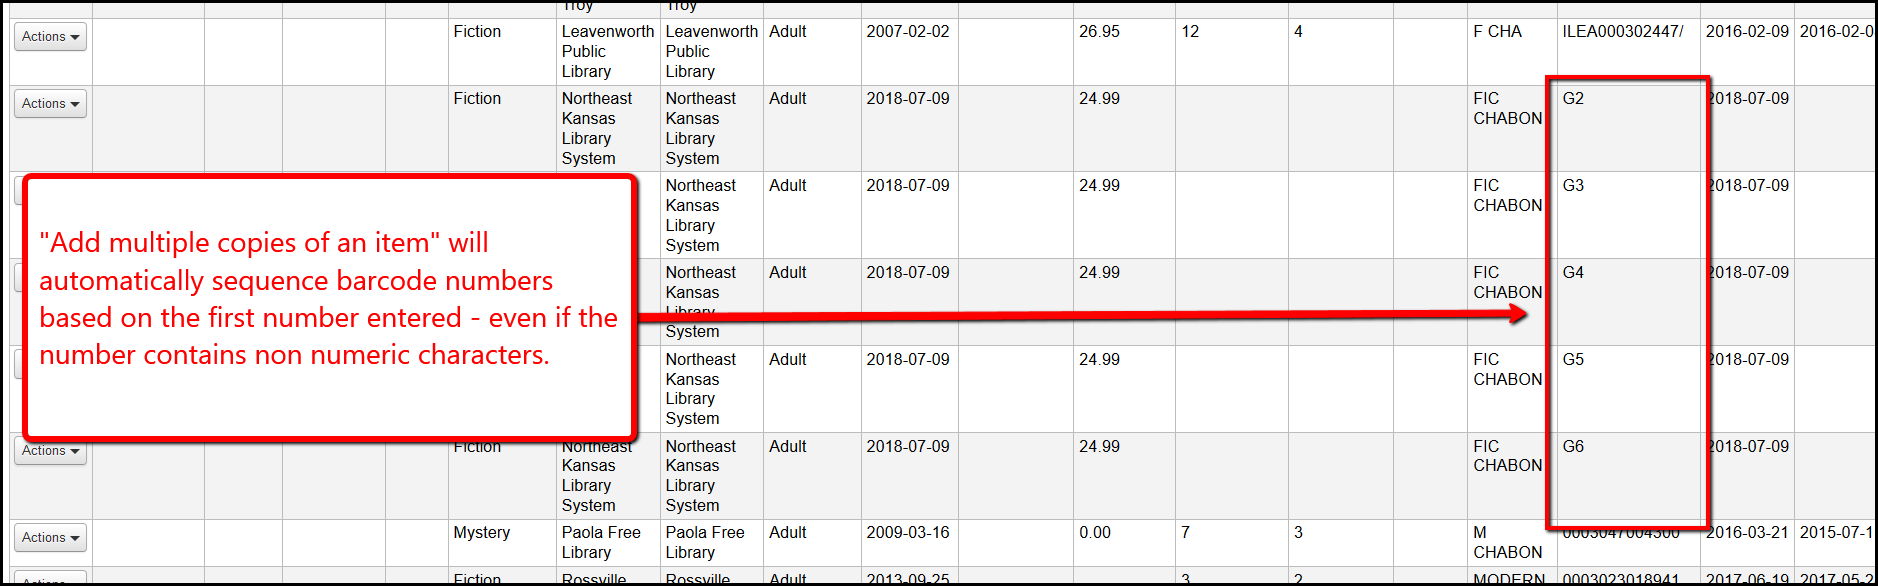 Troy Troy
Actions Fiction Leavenworth Leavenworth Adult 2007-02-02 26.95 12 4 F CHA ILEA000302447/ 2016-02-09 2016-02-0
Public Public
Library Library
Actions Fiction Northeast Northeast Adult 2018-07-09 24.99 FIC G2 2018-07-09
Kansas Kansas CHABON
Library Library
System System
Northeast Adult 2018-07-09 24.99 FIC G3 2018-07-09
Kansas CHABON
Library
System
"Add multiple copies of an item" will
automatically sequence barcode numbers
based on the first number entered - even if the
number contains non numeric characters.
Northeast Adult 2018-07-09 24.99 FIC G4 2018-07-09
Kansas CHABON
Library
System
Northeast Adult 2018-07-09 24.99 FIC G5 2018-07-09
Kansas CHABON
Library
System
Actions Fiction Northeast Northeast Adult 2018-07-09 24.99 FIC G6 2018-07-09
Kansas Kansas CHABON
Library Library
System System
Actions Mystery Paola Free Paola Free Adult 2009-03-16 0.00 7 3 M 0003047004300 2016-03-21 2015-07-1
Library Library CHABON
Actions Fiction Rossville Rossville Adult 2013-09-25 3 2 MODERN 0003023018941 2017-06-19 2017-05-2